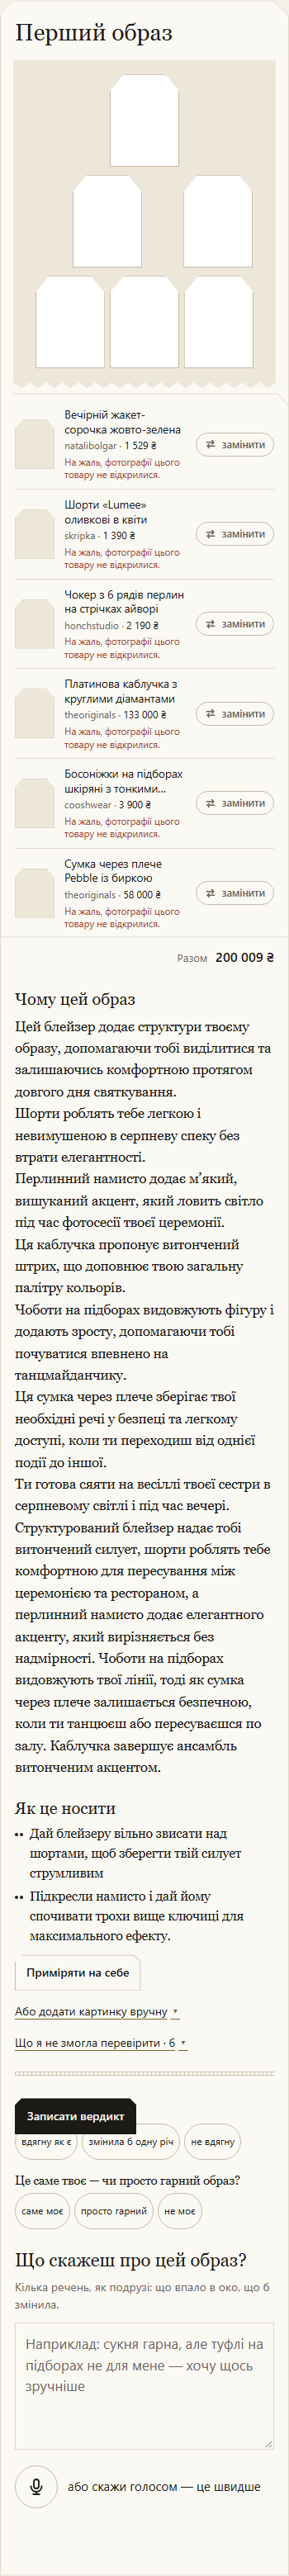 Перший образ
Вечірній жакет-
сорочка жовто-зелена
natalibolgar · 1 529 ₴
На жаль, фотографії цього
товару не відкрилися.
замінити
Шорти «Lumee»
оливкові в квіти
skripka · 1 390 ₴
На жаль, фотографії цього
товару не відкрилися.
замінити
Чокер з 6 рядів перлин
на стрічках айворі
honchstudio · 2 190 ₴
На жаль, фотографії цього
товару не відкрилися.
замінити
Платинова каблучка з
круглими діамантами
theoriginals · 133 000 ₴
На жаль, фотографії цього
товару не відкрилися.
замінити
Босоніжки на підборах
шкіряні з тонкими...
cooshwear · 3 900 ₴
На жаль, фотографії цього
товару не відкрилися.
замінити
Сумка через плече
Pebble із биркою
theoriginals · 58 000 ₴
На жаль, фотографії цього
товару не відкрилися.
замінити
Разом 200 009 ₴
Чому цей образ
Цей блейзер додає структури твоєму
образу, допомагаючи тобі виділитися та
залишаючись комфортною протягом
довгого дня святкування.
Шорти роблять тебе легкою і
невимушеною в серпневу спеку без
втрати елегантності.
Перлинний намисто додає м’який,
вишуканий акцент, який ловить світло
під час фотосесії твоєї церемонії.
Ця каблучка пропонує витончений
штрих, що доповнює твою загальну
палітру кольорів.
Чоботи на підборах видовжують фігуру і
додають зросту, допомагаючи тобі
почуватися впевнено на
танцмайданчику.
Ця сумка через плече зберігає твої
необхідні речі у безпеці та легкому
доступі, коли ти переходиш від однієї
події до іншої.
Ти готова сяяти на весіллі твоєї сестри в
серпневому світлі і під час вечері.
Структурований блейзер надає тобі
витончений силует, шорти роблять тебе
комфортною для пересування між
церемонією та рестораном, а
перлинний намисто додає елегантного
акценту, який вирізняється без
надмірності. Чоботи на підборах
видовжують твої лінії, тоді як сумка
через плече залишається безпечною,
коли ти танцюєш або пересуваєшся по
залу. Каблучка завершує ансамбль
витонченим акцентом.
Як це носити
•• Дай блейзеру вільно звисати над
шортами, щоб зберегти твій силует
струмливим
•• Підкресли намисто і дай йому
спочивати трохи вище ключиці для
максимального ефекту.
Приміряти на себе
Або додати картинку вручну
Що я не змогла перевірити · 6
Записати вердикт
вдягну як є змінила б одну річ не вдягну
Це саме твоє — чи просто гарний образ?
саме моє просто гарний не моє
Що скажеш про цей образ?
Кілька речень, як подрузі: що впало в око, що б
змінила.
Наприклад: сукня гарна, але туфлі на
підборах не для мене — хочу щось
зручніше
або скажи голосом — це швидше